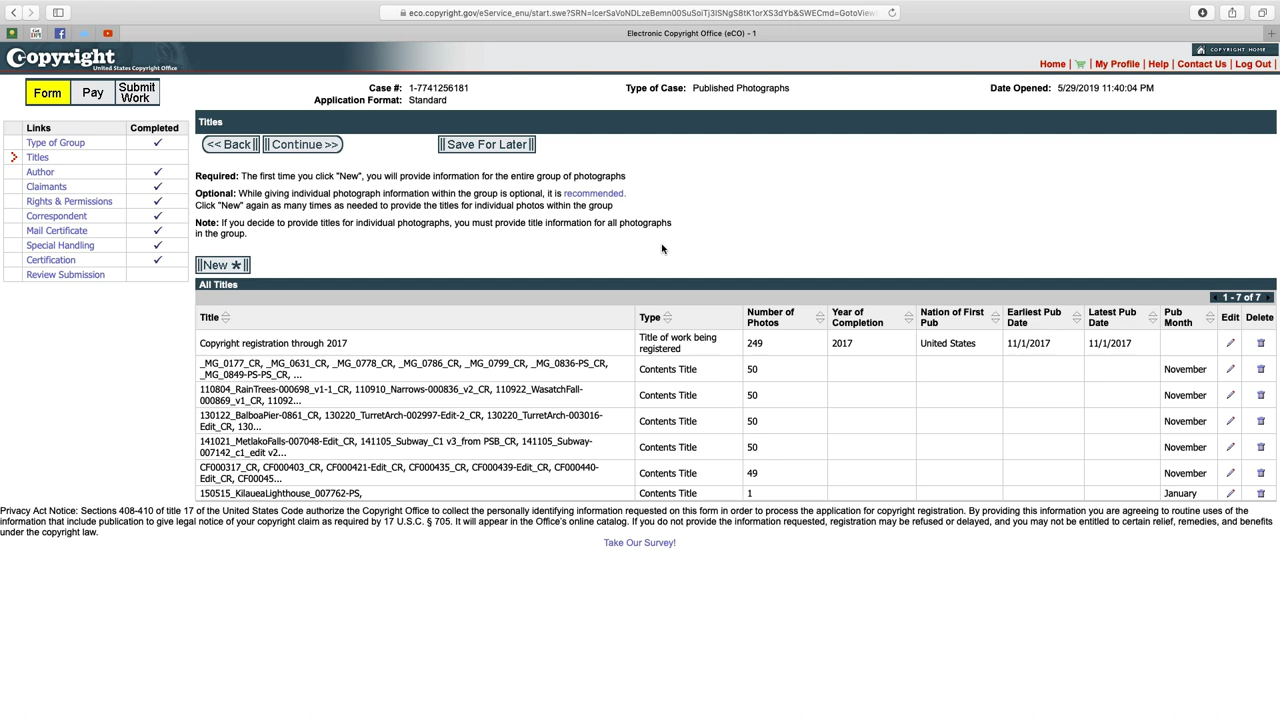 eco.copyright.gov/eService_enu/start.swe?SRN=lcerSaVoNDLzeBemn00SuSoiTj3lSNgS8tK1orXS3dYb&SWECmd=GotoView
Electronic Copyright Office (eCO) - 1
Copyright
United States Copyright Office
COPYRIGHT HOME
Home | My Profile | Help | Contact Us | Log Out |
Form Pay Submit Work
Case #: 1-7741256181 Type of Case: Published Photographs Date Opened: 5/29/2019 11:40:04 PM
Application Format: Standard
Links Completed
Type of Group
Titles
Author
Claimants
Rights & Permissions
Correspondent
Mail Certificate
Special Handling
Certification
Review Submission
Titles
<< Back Continue >> Save For Later
Required: The first time you click "New", you will provide information for the entire group of photographs
Optional: While giving individual photograph information within the group is optional, it is recommended.
Click "New" again as many times as needed to provide the titles for individual photos within the group
Note: If you decide to provide titles for individual photographs, you must provide title information for all photographs
in the group.
New ✱
All Titles
1 - 7 of 7
Title Type Number of Photos Year of Completion Nation of First Pub Earliest Pub Date Latest Pub Date Pub Month Edit Delete
Copyright registration through 2017 Title of work being registered 249 2017 United States 11/1/2017 11/1/2017
_MG_0177_CR, _MG_0631_CR, _MG_0778_CR, _MG_0786_CR, _MG_0799_CR, _MG_0836-PS_CR,
_MG_0849-PS-PS_CR, ... Contents Title 50 November
110804_RainTrees-000698_v1-1_CR, 110910_Narrows-000836_v2_CR, 110922_WasatchFall-
000869_v1_CR, 11092... Contents Title 50 November
130122_BalboaPier-0861_CR, 130220_TurretArch-002997-Edit-2_CR, 130220_TurretArch-003016-
Edit_CR, 130... Contents Title 50 November
141021_MetlakoFalls-007048-Edit_CR, 141105_Subway_C1 v3_from PSB_CR, 141105_Subway-
007142_c1_edit v2... Contents Title 50 November
CF000317_CR, CF000403_CR, CF000421-Edit_CR, CF000435_CR, CF000439-Edit_CR, CF000440-
Edit_CR, CF00045... Contents Title 49 November
150515_KilaueaLighthouse_007762-PS, Contents Title 1 January
Privacy Act Notice: Sections 408-410 of title 17 of the United States Code authorize the Copyright Office to collect the personally identifying information requested on this form in order to process the application for copyright registration. By providing this information you are agreeing to routine uses of the
information that include publication to give legal notice of your copyright claim as required by 17 U.S.C. § 705. It will appear in the Office's online catalog. If you do not provide the information requested, registration may be refused or delayed, and you may not be entitled to certain relief, remedies, and benefits
under the copyright law.
Take Our Survey!